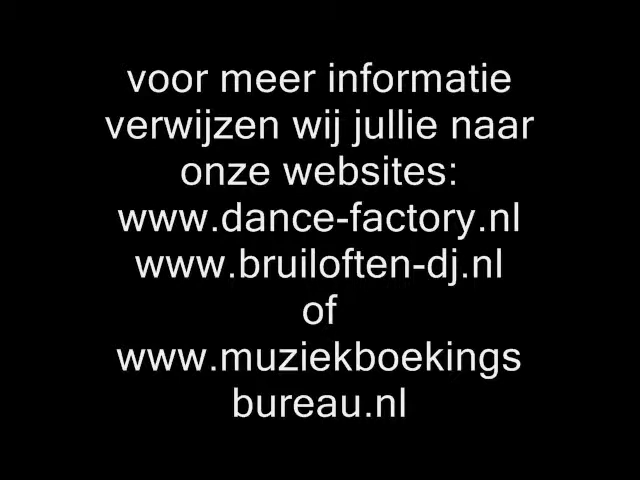 voor meer informatie
verwijzen wij jullie naar
onze websites:
www.dance-factory.nl
www.bruiloften-dj.nl
of
www.muziekboekings
bureau.nl